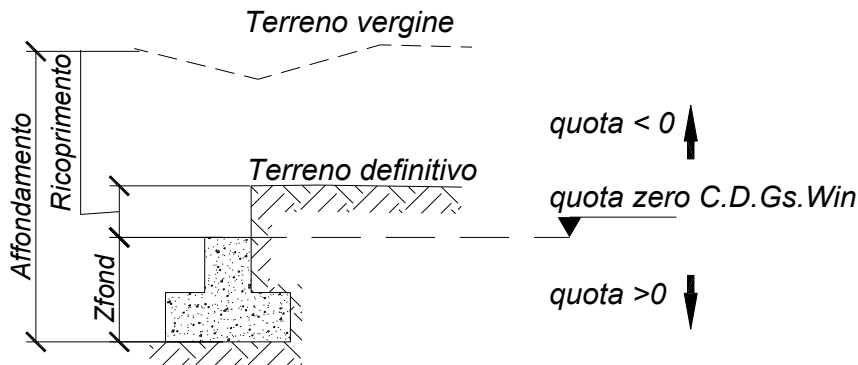 Terreno vergine
Affondamento
Ricoprimento
quota < 0
Terreno definitivo
quota zero C.D.Gs.Win
Zfond
quota >0